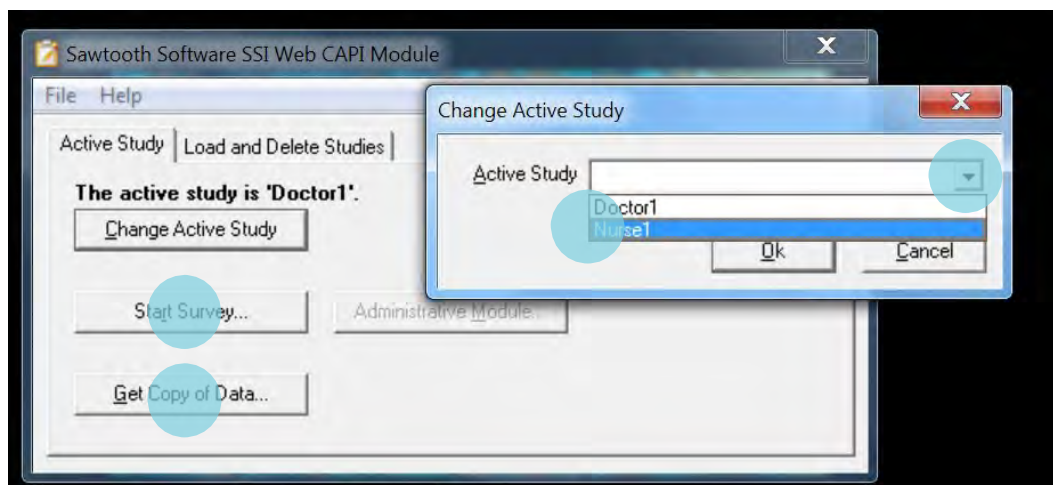 Sawtooth Software SSI Web CAPI Module
X
File Help
Active Study Load and Delete Studies
The active study is 'Doctor1'.
Change Active Study
Start Survey...
Administrative Module...
Get Copy of Data...
Change Active Study
X
Active Study
Doctor1
Nurse1
Ok Cancel